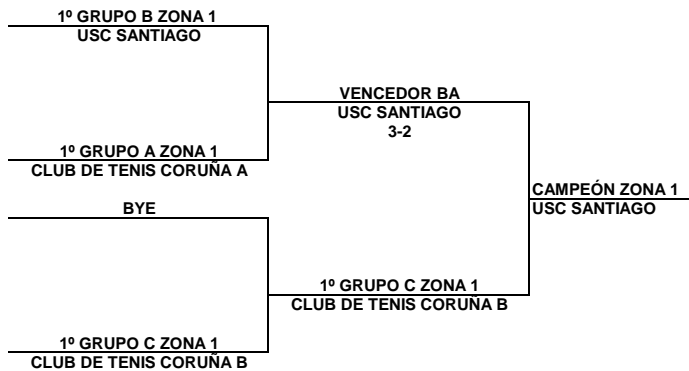 1º GRUPO B ZONA 1
USC SANTIAGO
VENCEDOR BA
USC SANTIAGO
3-2
1º GRUPO A ZONA 1
CLUB DE TENIS CORUÑA A
CAMPEÓN ZONA 1
USC SANTIAGO
BYE
1º GRUPO C ZONA 1
CLUB DE TENIS CORUÑA B
1º GRUPO C ZONA 1
CLUB DE TENIS CORUÑA B